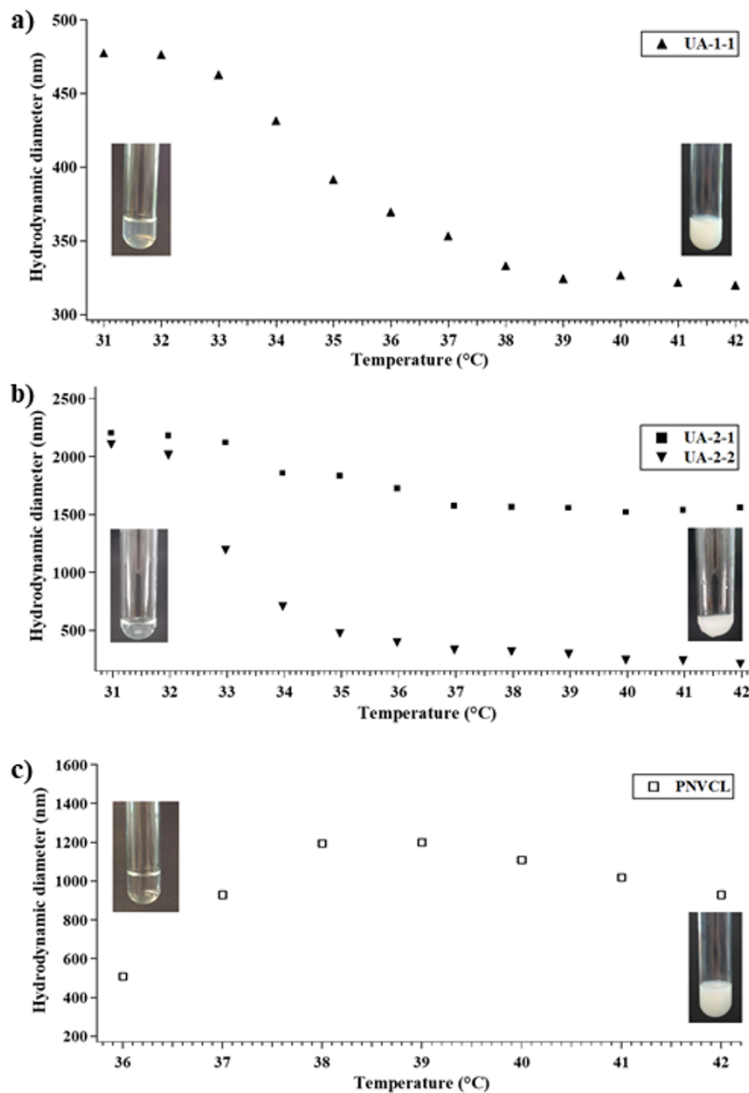 a)
500
450
400
350
300
Hydrodynamic diameter (nm)
UA-1-1
31 32 33 34 35 36 37 38 39 40 41 42
Temperature (°C)
b)
2500
2000
1500
1000
500
Hydrodynamic diameter (nm)
UA-2-1
UA-2-2
31 32 33 34 35 36 37 38 39 40 41 42
Temperature (°C)
c)
1600
1400
1200
1000
800
600
400
200
Hydrodynamic diameter (nm)
PNVCL
36 37 38 39 40 41 42
Temperature (°C)